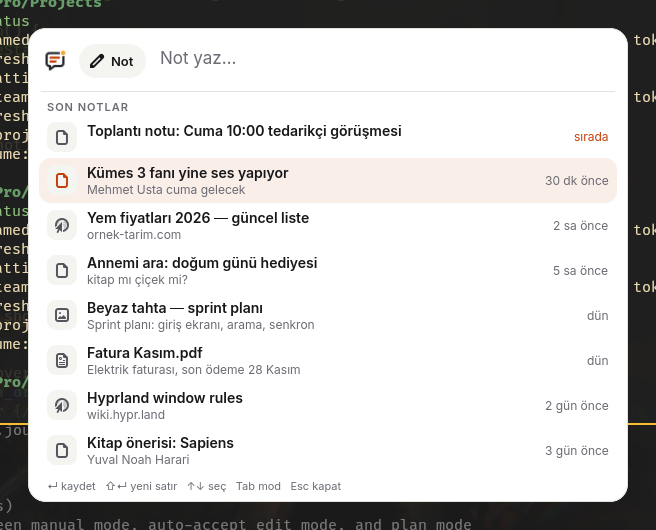 Pro/Projects
Not
Not yaz...
SON NOTLAR
Toplantı notu: Cuma 10:00 tedarikçi görüşmesi
sırada
Kümes 3 fanı yine ses yapıyor
Mehmet Usta cuma gelecek
30 dk önce
Yem fiyatları 2026 — güncel liste
ornek-tarim.com
2 sa önce
Annemi ara: doğum günü hediyesi
kitap mı çiçek mi?
5 sa önce
Beyaz tahta — sprint planı
Sprint planı: giriş ekranı, arama, senkron
dün
Fatura Kasım.pdf
Elektrik faturası, son ödeme 28 Kasım
dün
Hyprland window rules
wiki.hypr.land
2 gün önce
Kitap önerisi: Sapiens
Yuval Noah Harari
3 gün önce
↵ kaydet ⇧↵ yeni satır ↑↓ seç Tab mod Esc kapat
een manual mode, auto-accept edit mode, and plan mode